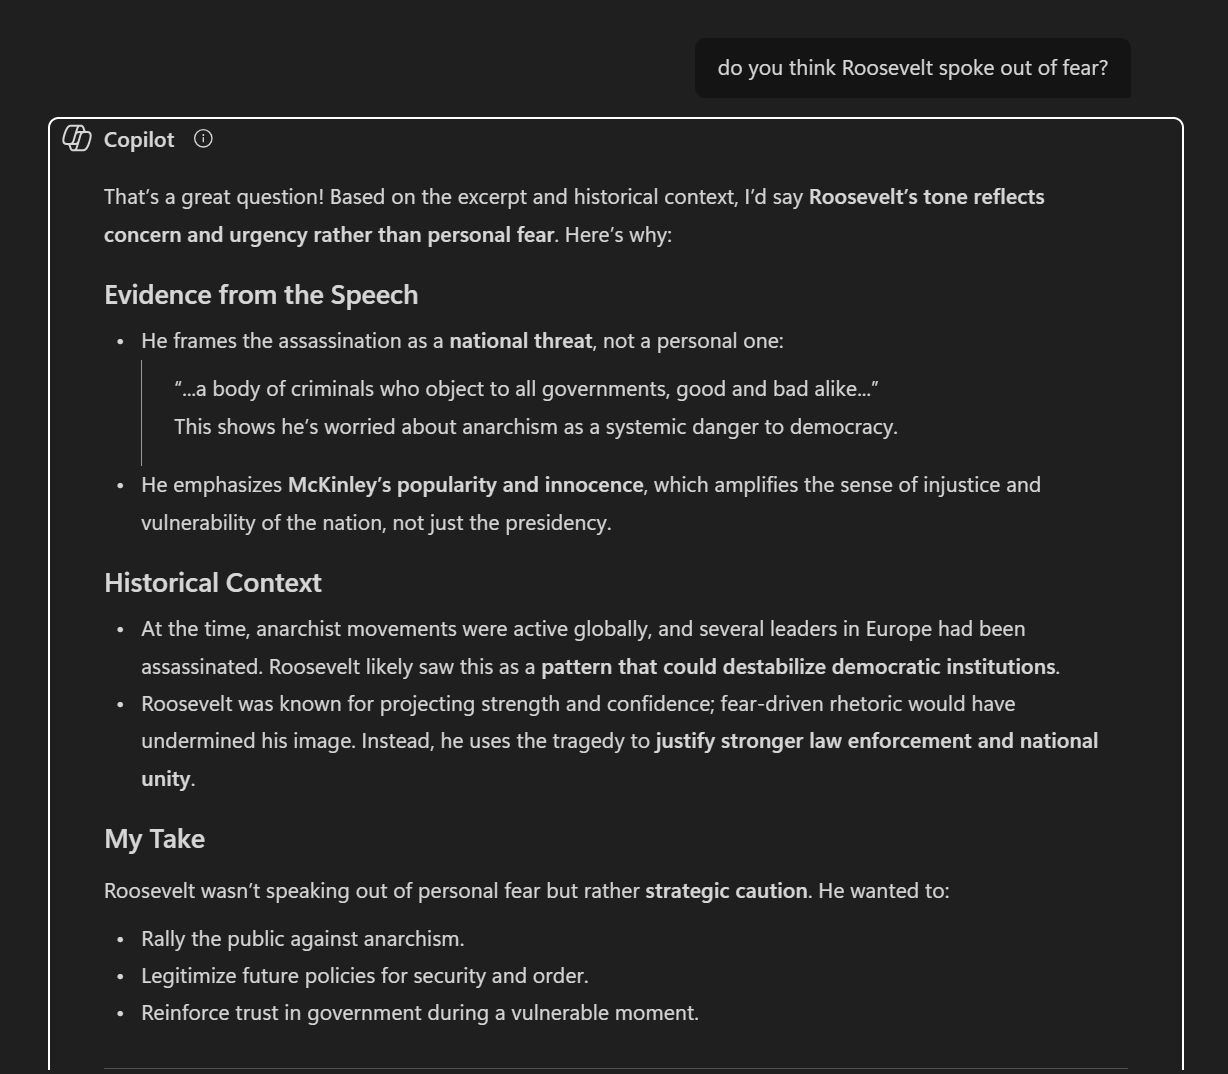 do you think Roosevelt spoke out of fear?
Copilot
That’s a great question! Based on the excerpt and historical context, I’d say Roosevelt’s tone reflects
concern and urgency rather than personal fear. Here’s why:
Evidence from the Speech
• He frames the assassination as a national threat, not a personal one:
“…a body of criminals who object to all governments, good and bad alike…”
This shows he’s worried about anarchism as a systemic danger to democracy.
• He emphasizes McKinley’s popularity and innocence, which amplifies the sense of injustice and
vulnerability of the nation, not just the presidency.
Historical Context
• At the time, anarchist movements were active globally, and several leaders in Europe had been
assassinated. Roosevelt likely saw this as a pattern that could destabilize democratic institutions.
• Roosevelt was known for projecting strength and confidence; fear-driven rhetoric would have
undermined his image. Instead, he uses the tragedy to justify stronger law enforcement and national
unity.
My Take
Roosevelt wasn’t speaking out of personal fear but rather strategic caution. He wanted to:
• Rally the public against anarchism.
• Legitimize future policies for security and order.
• Reinforce trust in government during a vulnerable moment.